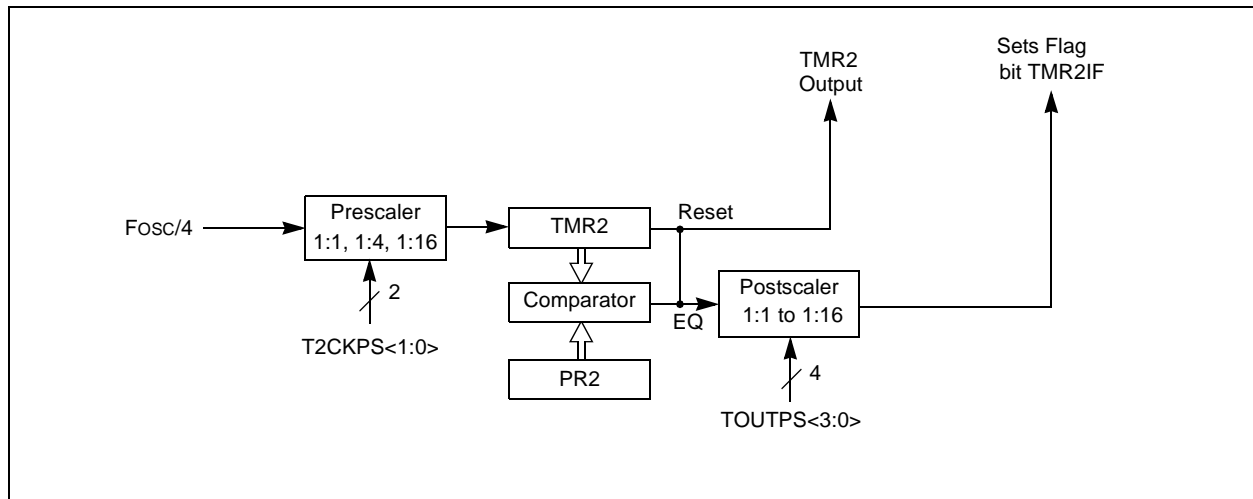 TMR2
Output
Sets Flag
bit TMR2IF
Fosc/4
Prescaler
1:1, 1:4, 1:16
TMR2
Reset
2
T2CKPS<1:0>
Comparator
EQ
Postscaler
1:1 to 1:16
PR2
4
TOUTPS<3:0>